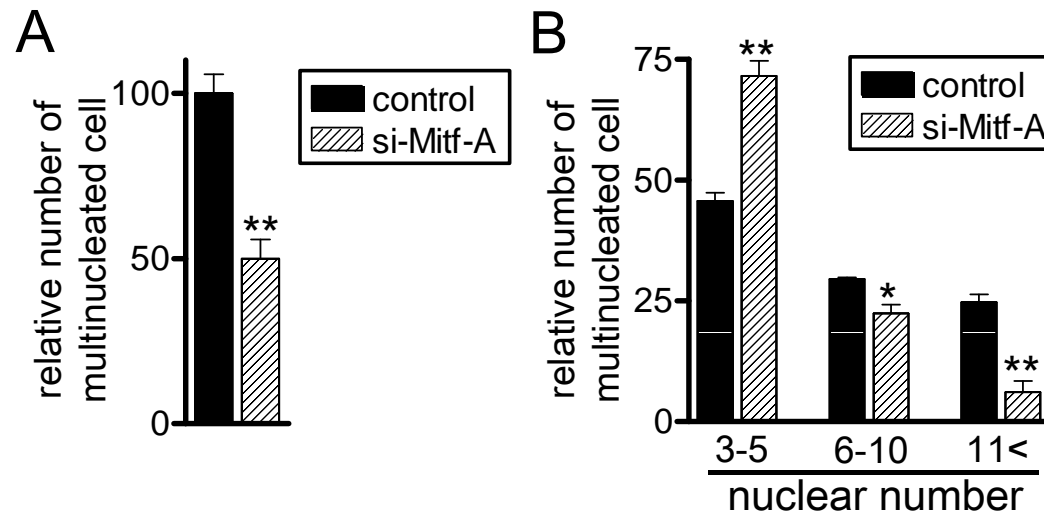 A
relative number of
multinucleated cell
100
50
0
**
control
si-Mitf-A
B
relative number of
multinucleated cell
75
50
25
0
**
*
**
control
si-Mitf-A
3-5
6-10
11<
nuclear number